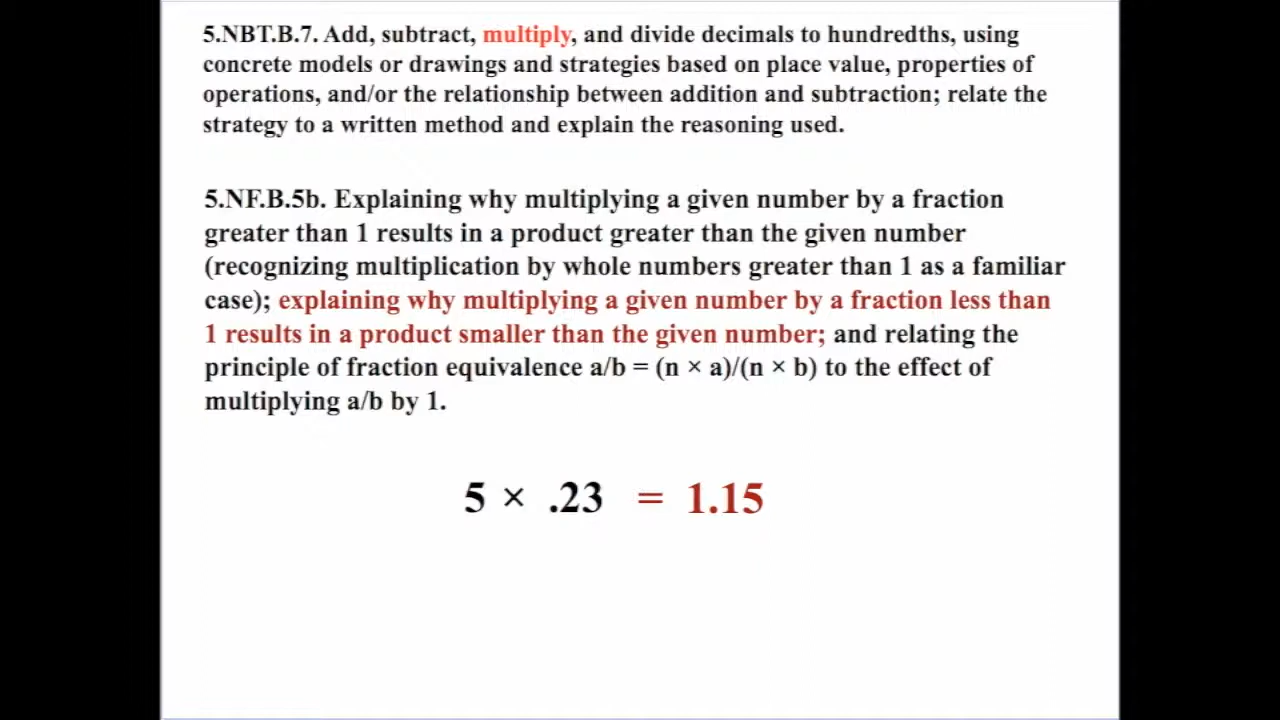 5.NBT.B.7. Add, subtract, multiply, and divide decimals to hundredths, using
concrete models or drawings and strategies based on place value, properties of
operations, and/or the relationship between addition and subtraction; relate the
strategy to a written method and explain the reasoning used.
5.NF.B.5b. Explaining why multiplying a given number by a fraction
greater than 1 results in a product greater than the given number
(recognizing multiplication by whole numbers greater than 1 as a familiar
case); explaining why multiplying a given number by a fraction less than
1 results in a product smaller than the given number; and relating the
principle of fraction equivalence a/b = (n × a)/(n × b) to the effect of
multiplying a/b by 1.
5 × .23 = 1.15